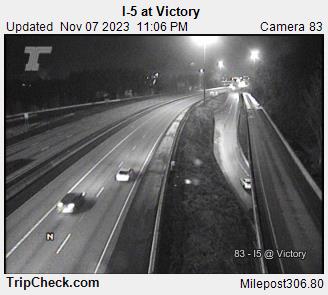 I-5 at Victory
Updated Nov 07 2023 11:06 PM Camera 83
T
N
83 - I5 @ Victory
TripCheck.com Milepost306.80